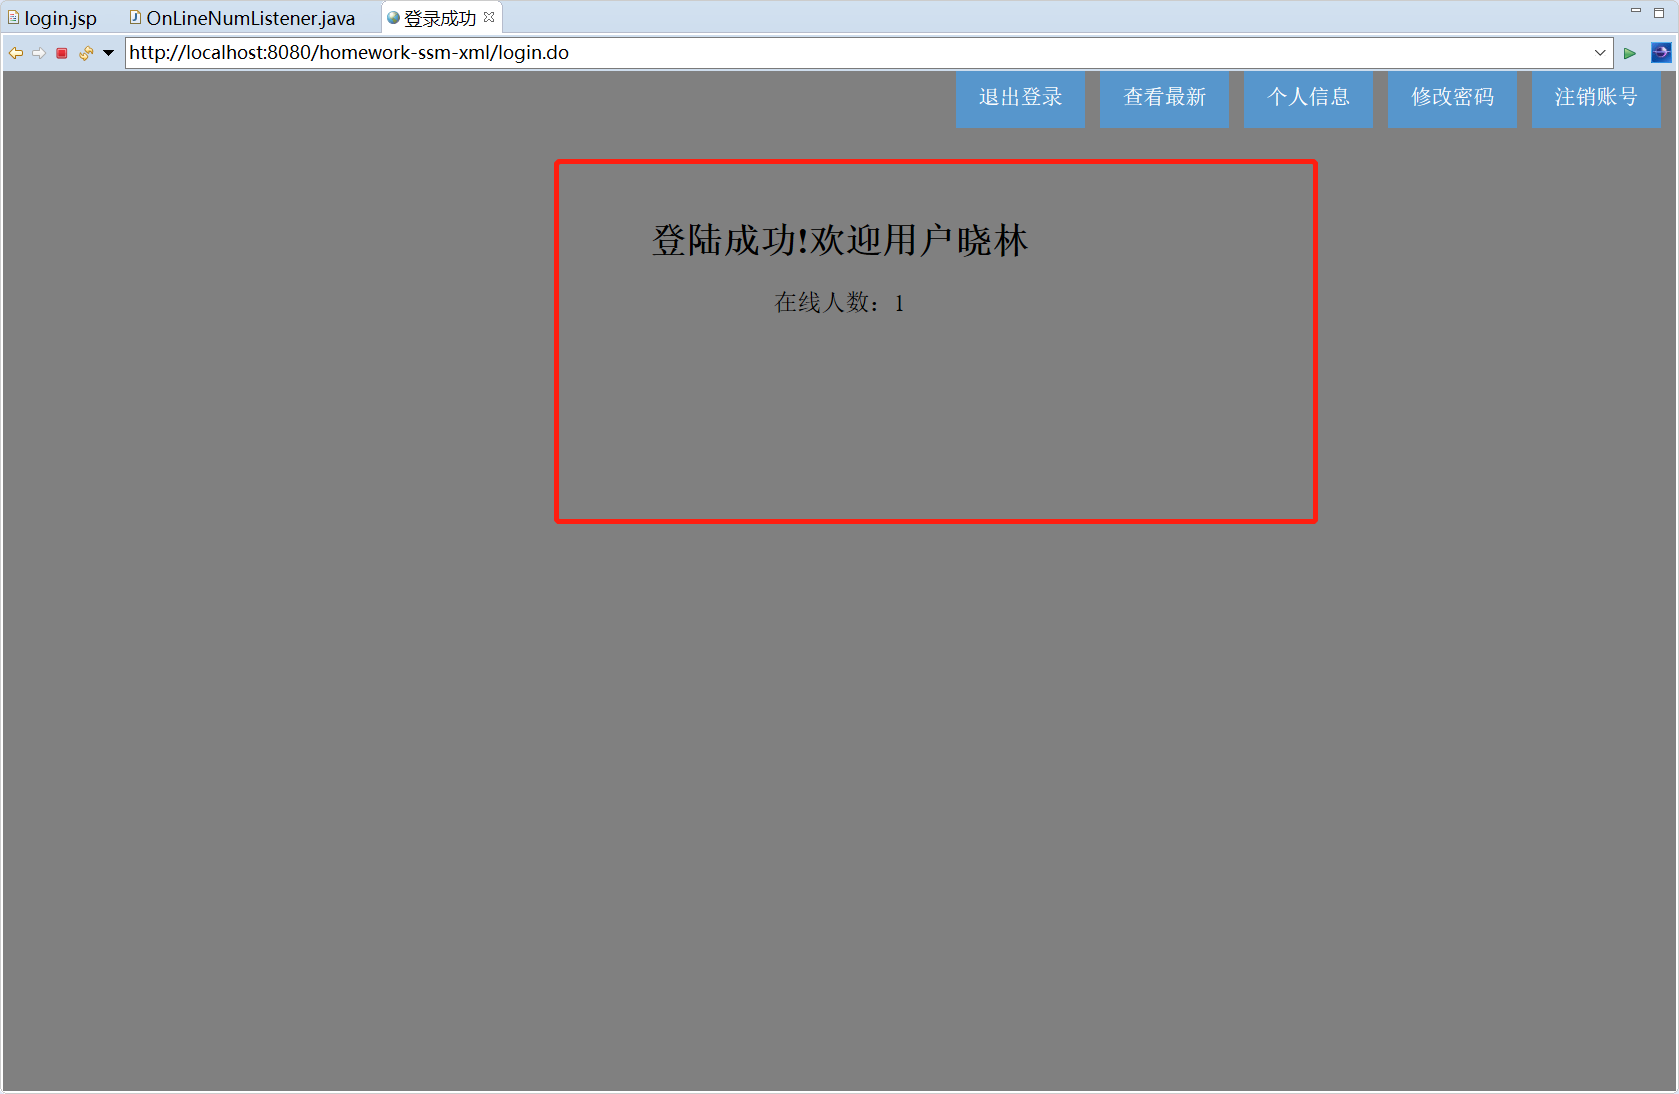 login.jsp OnLineNumListener.java 登录成功
http://localhost:8080/homework-ssm-xml/login.do
退出登录 查看最新 个人信息 修改密码 注销账号
登陆成功!欢迎用户晓林
在线人数：1